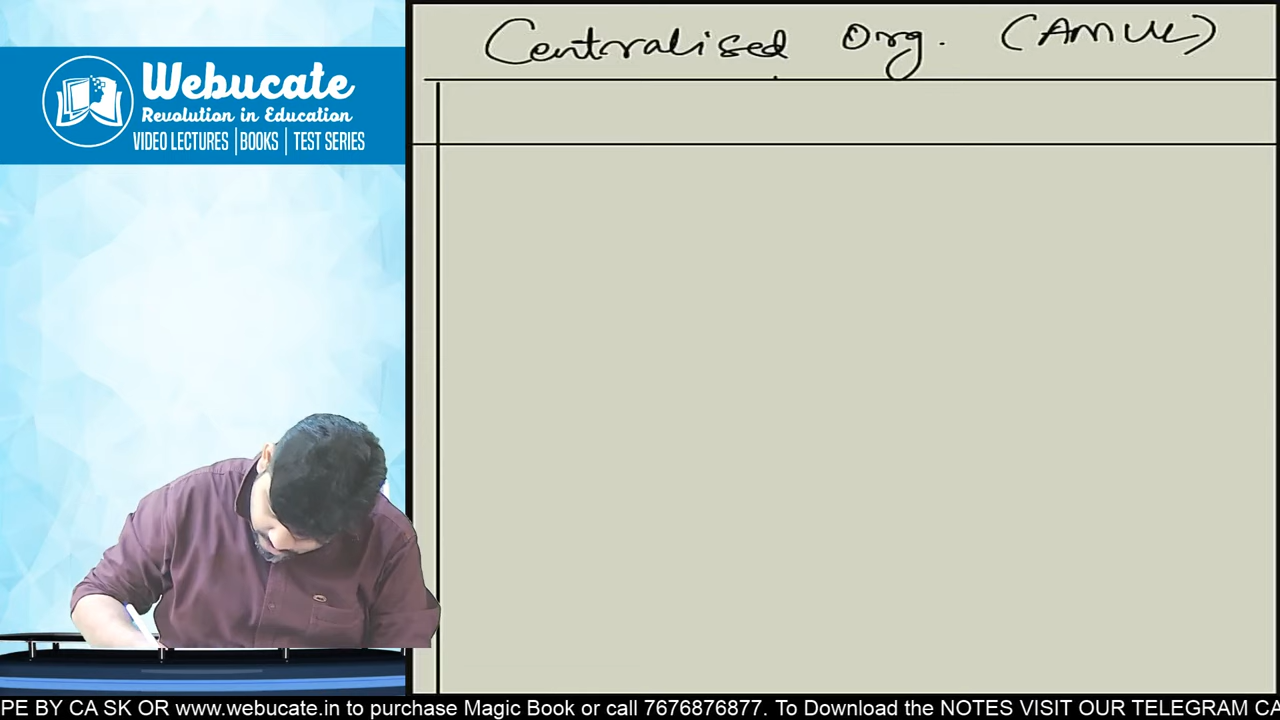 Centralised Org. (AMUL)
Webucate
Revolution in Education
VIDEO LECTURES | BOOKS | TEST SERIES
PE BY CA SK OR www.webucate.in to purchase Magic Book or call 7676876877. To Download the NOTES VISIT OUR TELEGRAM CA